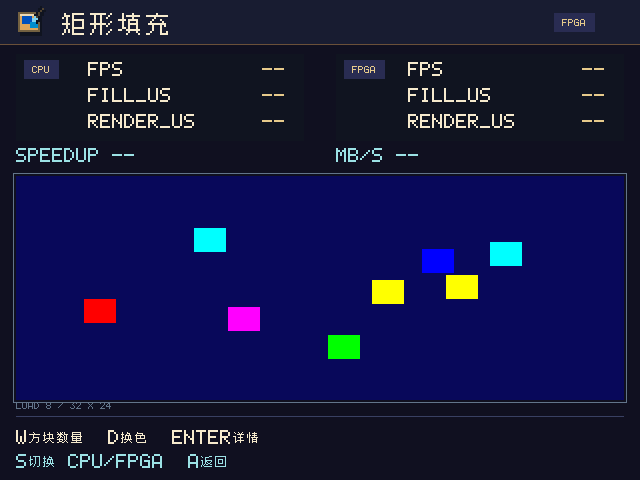 矩形填充 FPGA
CPU FPS -- FPGA FPS --
FILL_US -- FILL_US --
RENDER_US -- RENDER_US --
SPEEDUP -- MB/S --
LOAD 8 / 32 X 24
W方块数量 D换色 ENTER详情
S切换 CPU/FPGA A返回